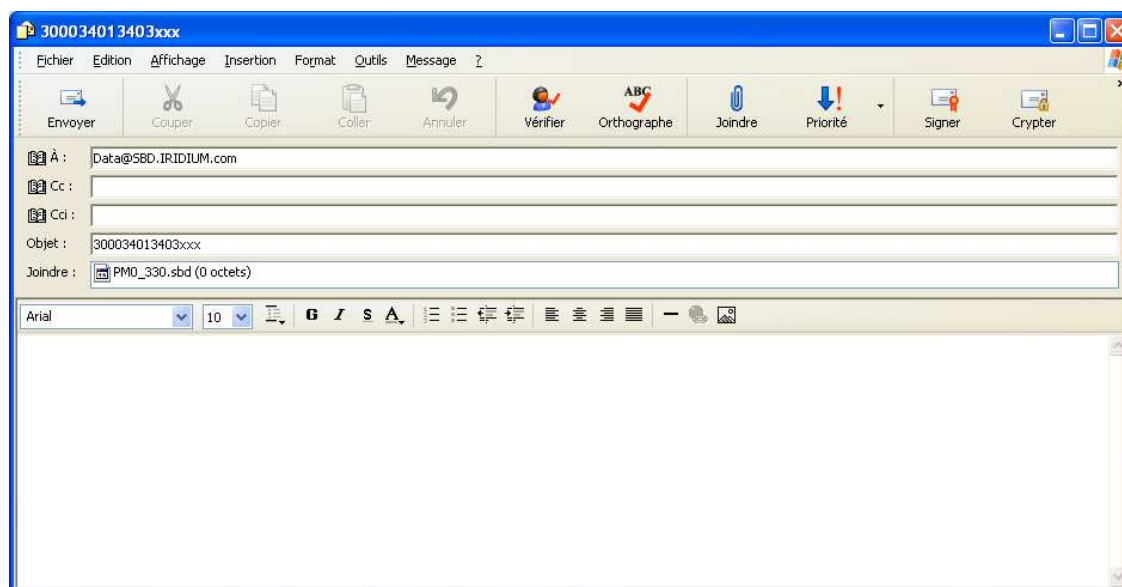 300034013403xxx
Fichier Edition Affichage Insertion Format Outils Message ?
Envoyer Couper Copier Coller Annuler ABC Vérifier Orthographe Joindre Priorité Signer Crypter
À : Data@SBD.IRIDIUM.com
Cc :
Cci :
Objet : 300034013403xxx
Joindre : PM0_330.sbd (0 octets)
Arial 10 G I S A